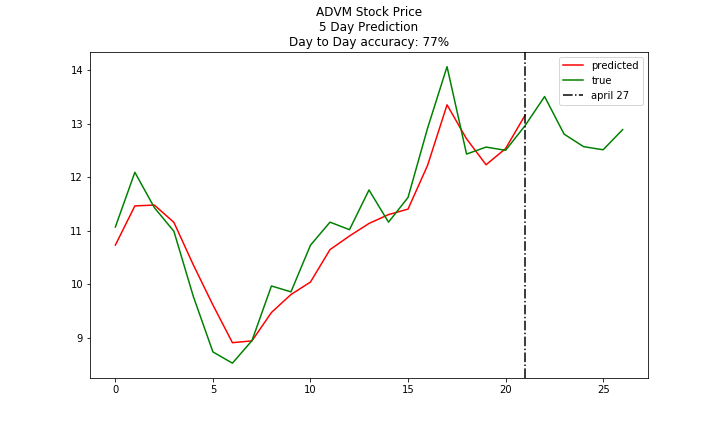 ADVM Stock Price
5 Day Prediction
Day to Day accuracy: 77%
predicted
true
april 27
14
13
12
11
10
9
0
5
10
15
20
25